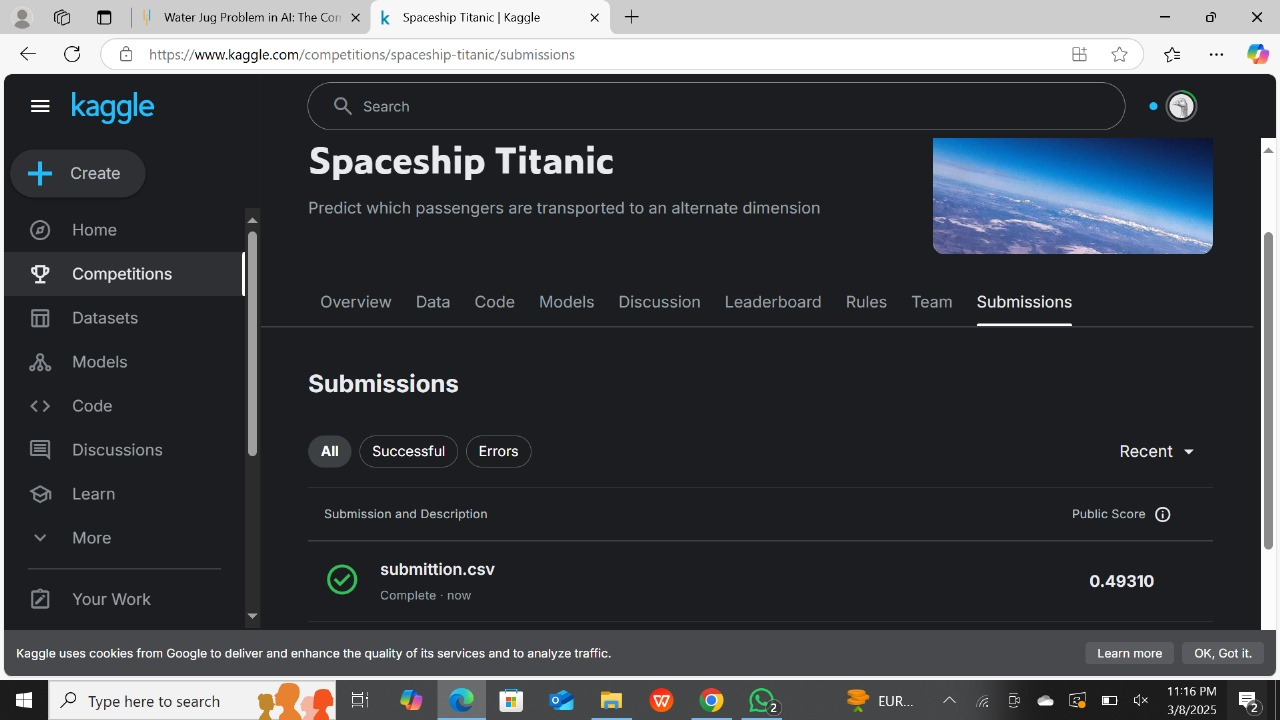 Water Jug Problem in AI: The Con
Spaceship Titanic | Kaggle
https://www.kaggle.com/competitions/spaceship-titanic/submissions
kaggle
Search
Create
Home
Competitions
Datasets
Models
Code
Discussions
Learn
More
Your Work
Spaceship Titanic
Predict which passengers are transported to an alternate dimension
Overview Data Code Models Discussion Leaderboard Rules Team Submissions
Submissions
All Successful Errors Recent
Submission and Description Public Score
submittion.csv
Complete · now
0.49310
Kaggle uses cookies from Google to deliver and enhance the quality of its services and to analyze traffic. Learn more OK, Got it.
Type here to search
2
EUR...
11:16 PM
3/8/2025
2